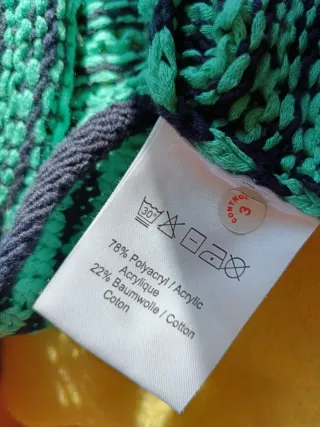 CONTROL
3
30°
78% Polyacryl / Acrylic
Acrylique
22% Baumwolle / Cotton
Coton